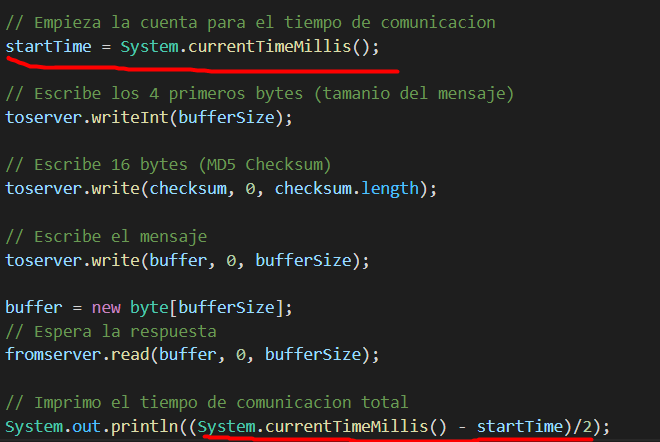 // Empieza la cuenta para el tiempo de comunicacion
startTime = System.currentTimeMillis();
// Escribe los 4 primeros bytes (tamanio del mensaje)
toserver.writeInt(bufferSize);
// Escribe 16 bytes (MD5 Checksum)
toserver.write(checksum, 0, checksum.length);
// Escribe el mensaje
toserver.write(buffer, 0, bufferSize);
buffer = new byte[bufferSize];
// Espera la respuesta
fromserver.read(buffer, 0, bufferSize);
// Imprimo el tiempo de comunicacion total
System.out.println((System.currentTimeMillis() - startTime)/2);